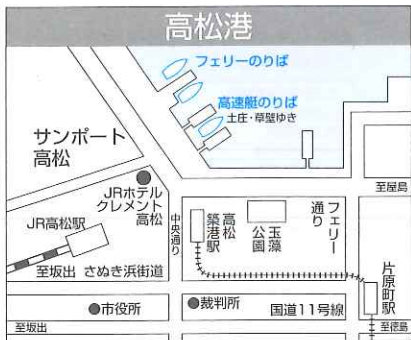 高松港
フェリーのりば
高速艇のりば
土庄・草壁ゆき
サンポート
高松
至屋島
JRホテル
クレメント
高松
JR高松駅
中央通り
高松
築港駅
玉藻
公園
フェリー
通り
至坂出
さぬき浜街道
片原町駅
市役所
裁判所
国道11号線
至坂出
至徳島